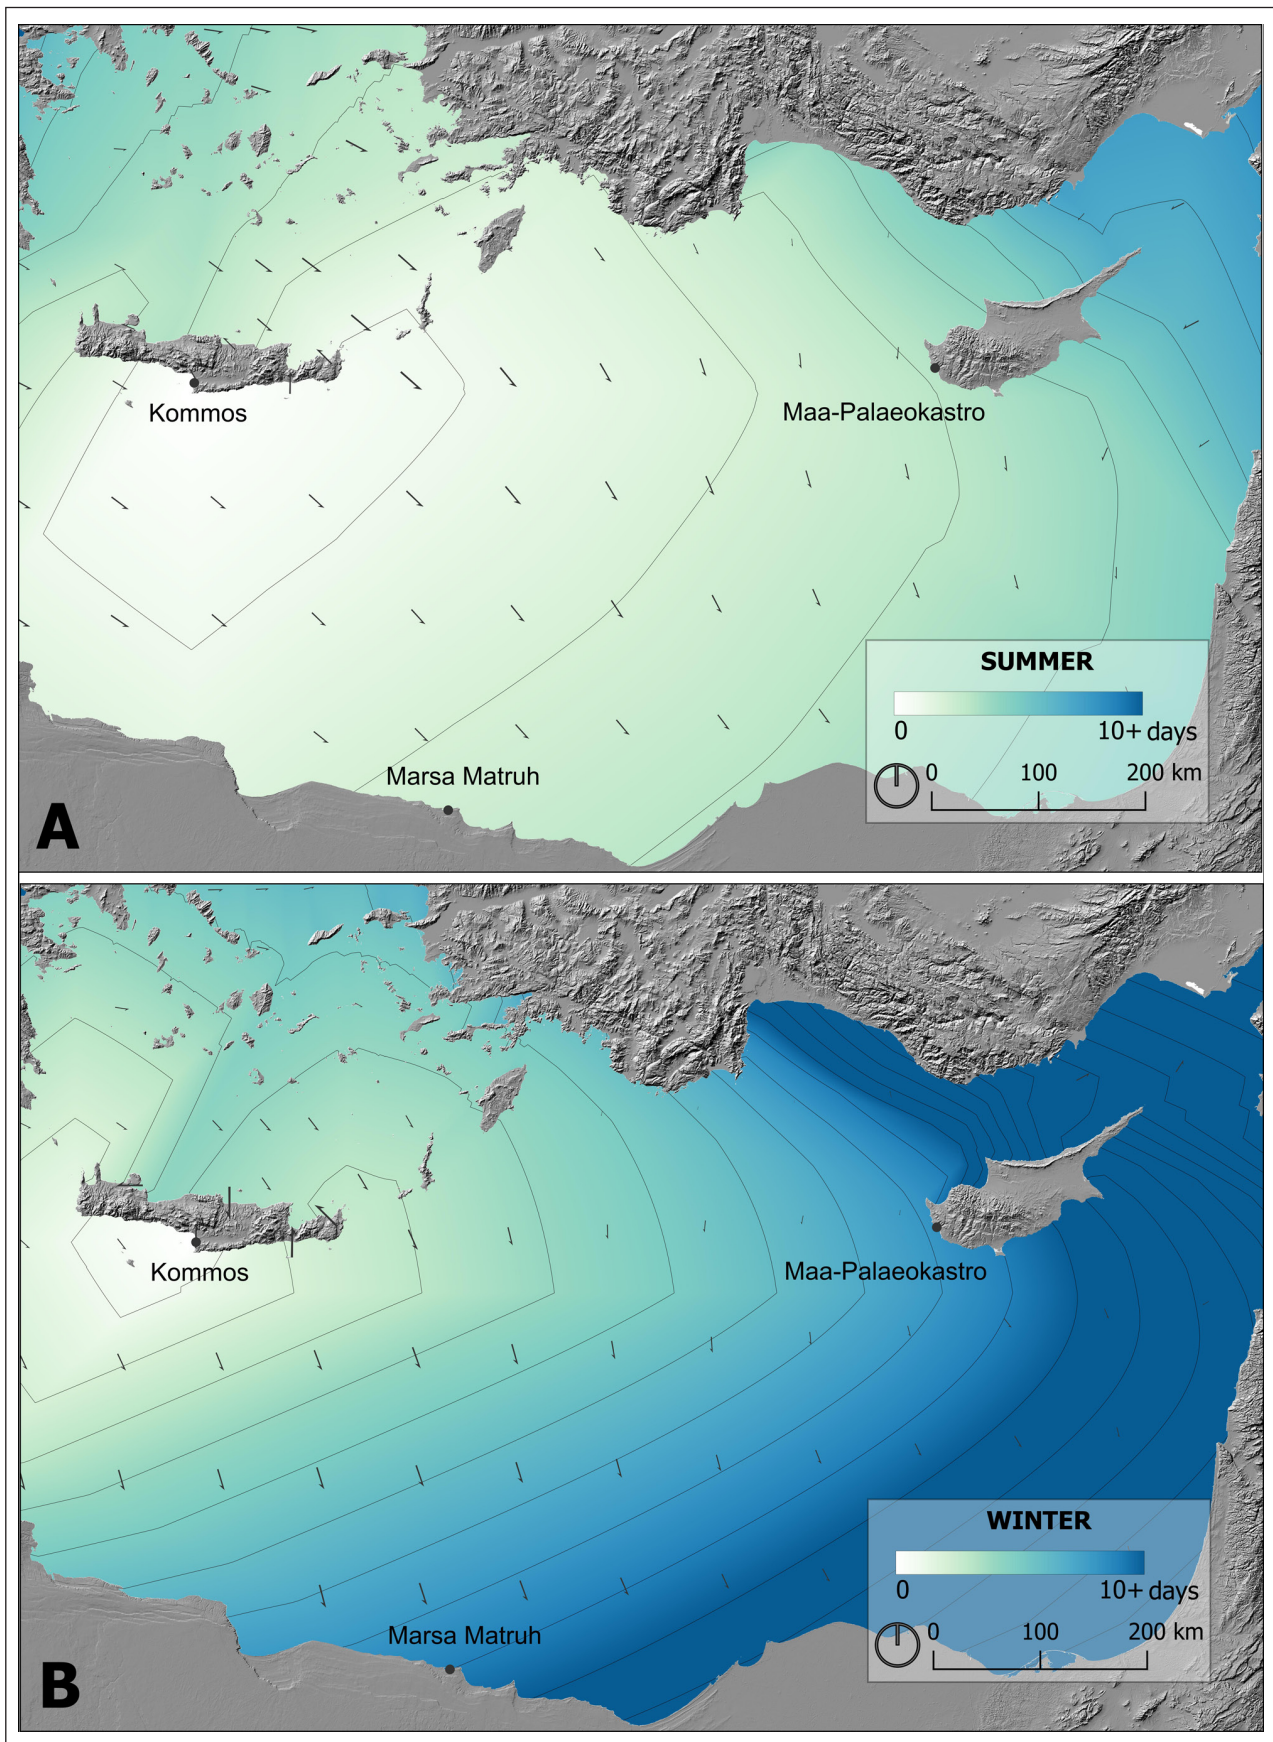 Kommos
Maa-Palaeokastro
SUMMER
0
10+ days
0
100
200 km
Marsa Matruh
A
Kommos
Maa-Palaeokastro
WINTER
0
10+ days
0
100
200 km
Marsa Matruh
B